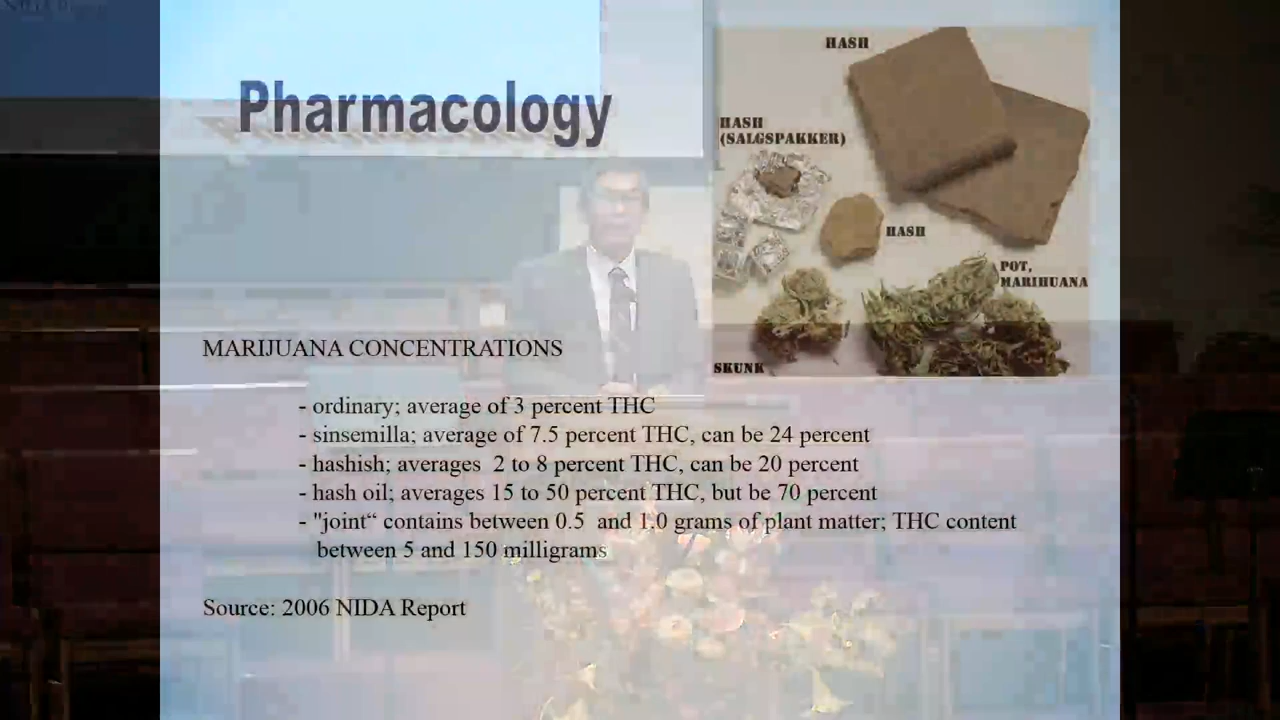 Pharmacology
HASH
HASH
(SALGSPAKKER)
HASH
POT,
MARIHUANA
SKUNK
MARIJUANA CONCENTRATIONS
- ordinary; average of 3 percent THC
- sinsemilla; average of 7.5 percent THC, can be 24 percent
- hashish; averages  2 to 8 percent THC, can be 20 percent
- hash oil; averages 15 to 50 percent THC, but be 70 percent
- "joint“ contains between 0.5  and 1.0 grams of plant matter; THC content
between 5 and 150 milligrams
Source: 2006 NIDA Report